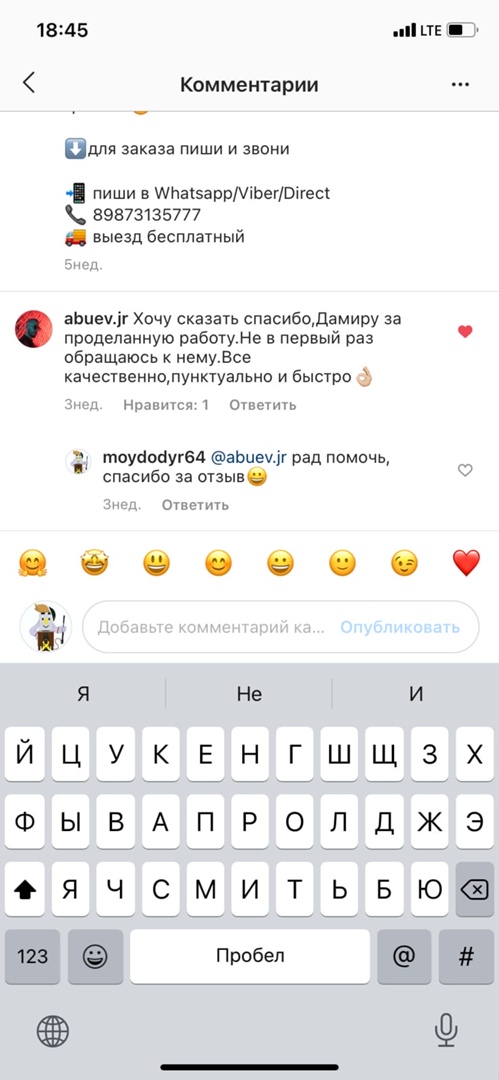 18:45
LTE
Комментарии
для заказа пиши и звони
пиши в Whatsapp/Viber/Direct
89873135777
выезд бесплатный
5нед.
abuev.jr Хочу сказать спасибо,Дамиру за
проделанную работу.Не в первый раз
обращаюсь к нему.Все
качественно,пунктуально и быстро👌🏼
3нед. Нравится: 1 Ответить
moydodyr64 @abuev.jr рад помочь,
спасибо за отзыв😀
3нед. Ответить
Добавьте комментарий ка... Опубликовать
Я Не И
Й Ц У К Е Н Г Ш Щ З Х
Ф Ы В А П Р О Л Д Ж Э
Я Ч С М И Т Ь Б Ю
123 Пробел @ #